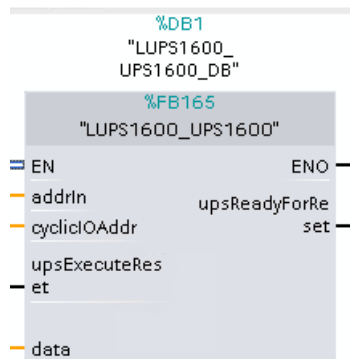 %DB1
"LUPS1600_
UPS1600_DB"
%FB165
"LUPS1600_UPS1600"
EN
ENO
addrIn
upsReadyForRe
set
cyclicIOAddr
upsExecuteRes
et
data